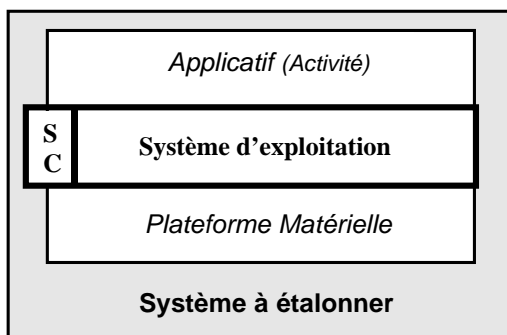 Applicatif (Activité)
S
C
Système d'exploitation
Plateforme Matérielle
Système à étalonner